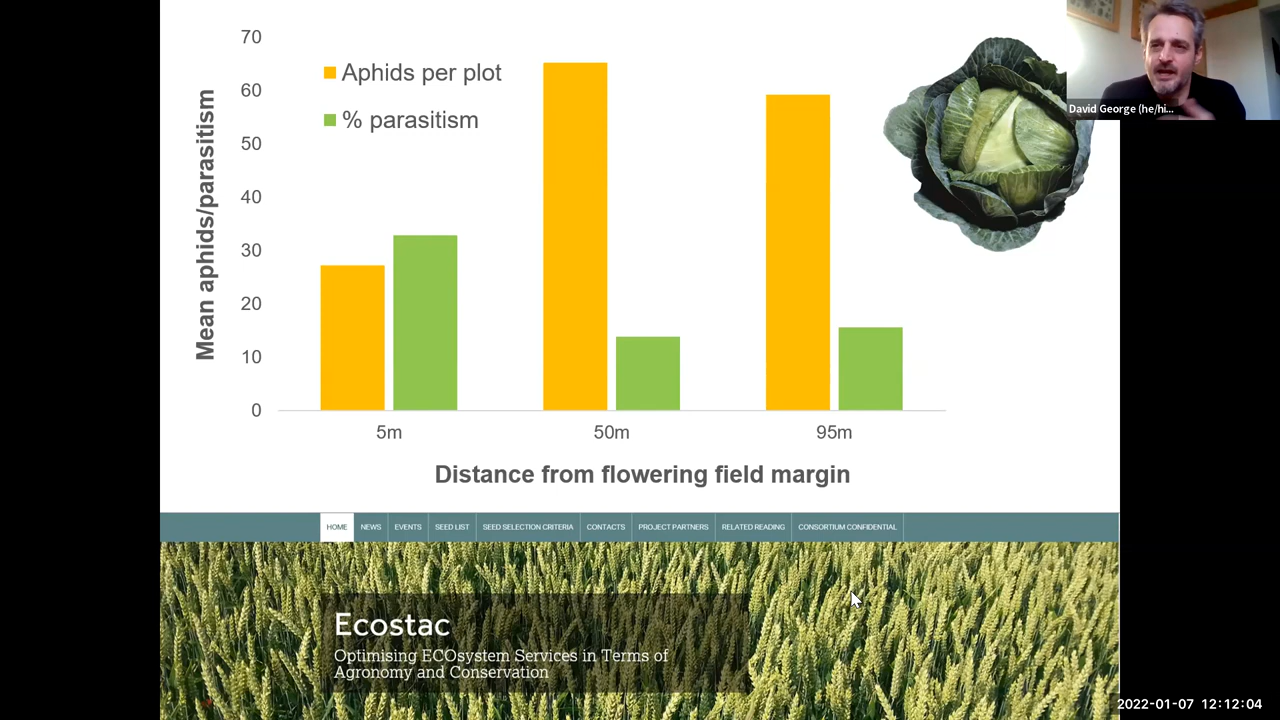 70
60
50
40
30
20
10
0
Mean aphids/parasitism
Aphids per plot
% parasitism
5m
50m
95m
Distance from flowering field margin
David George (he/hi...
HOME NEWS EVENTS SEED LIST SEED SELECTION CRITERIA CONTACTS PROJECT PARTNERS RELATED READING CONSORTIUM CONFIDENTIAL
Ecostac
Optimising ECOsystem Services in Terms of
Agronomy and Conservation
2022-01-07 12:12:04